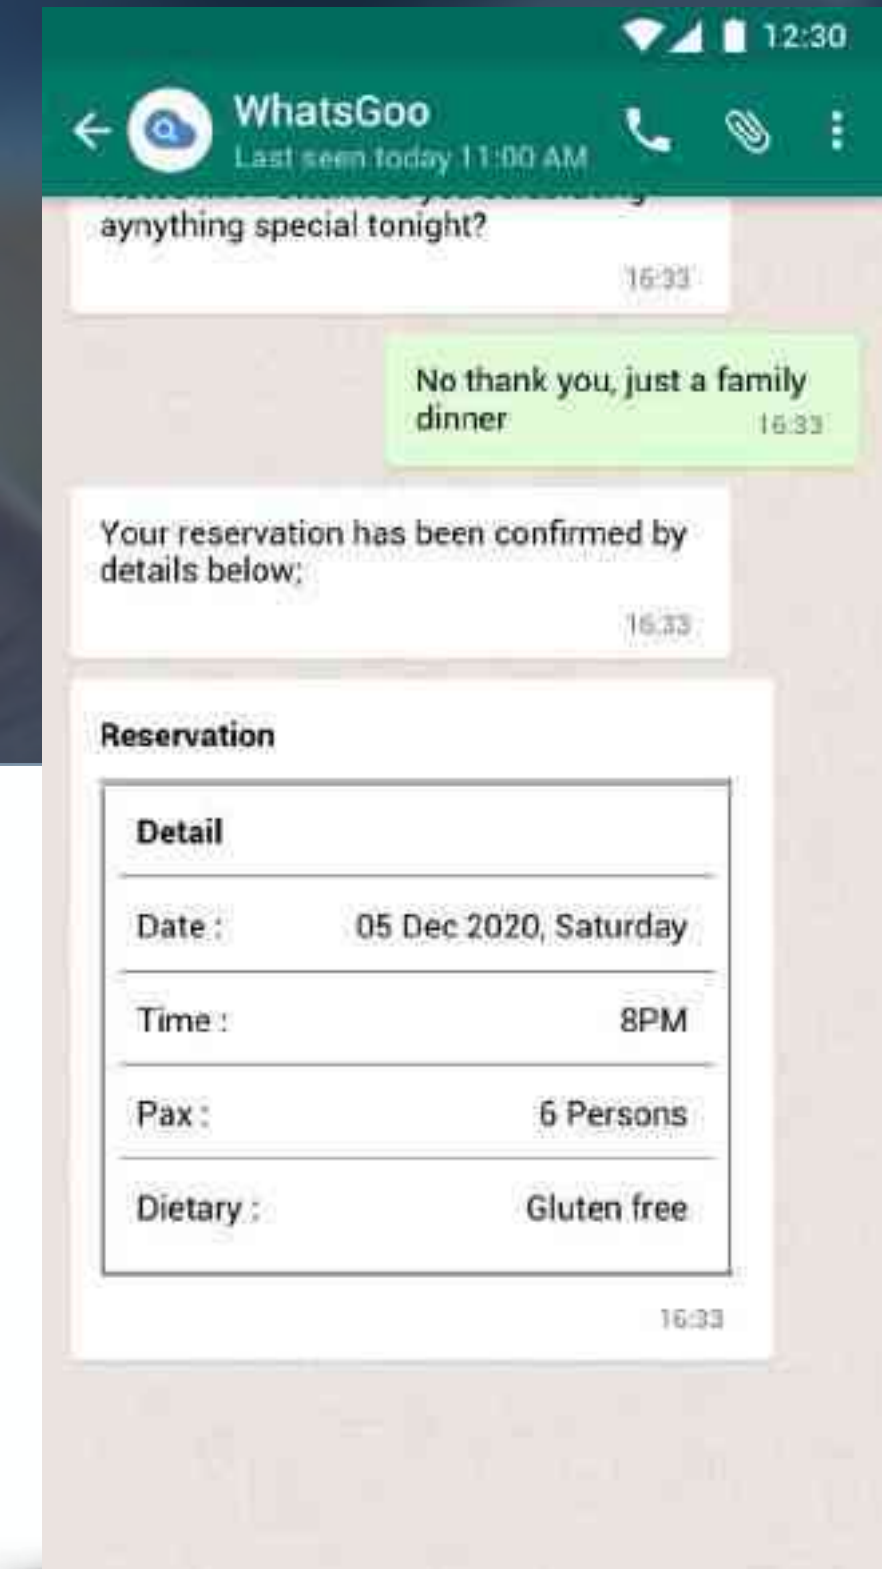 12:30
WhatsGoo
Last seen today 11:00 AM
aynything special tonight?
16:33
No thank you, just a family
dinner
16:33
Your reservation has been confirmed by
details below;
16:33
Reservation
Detail
Date : 05 Dec 2020, Saturday
Time : 8PM
Pax : 6 Persons
Dietary : Gluten free
16:33